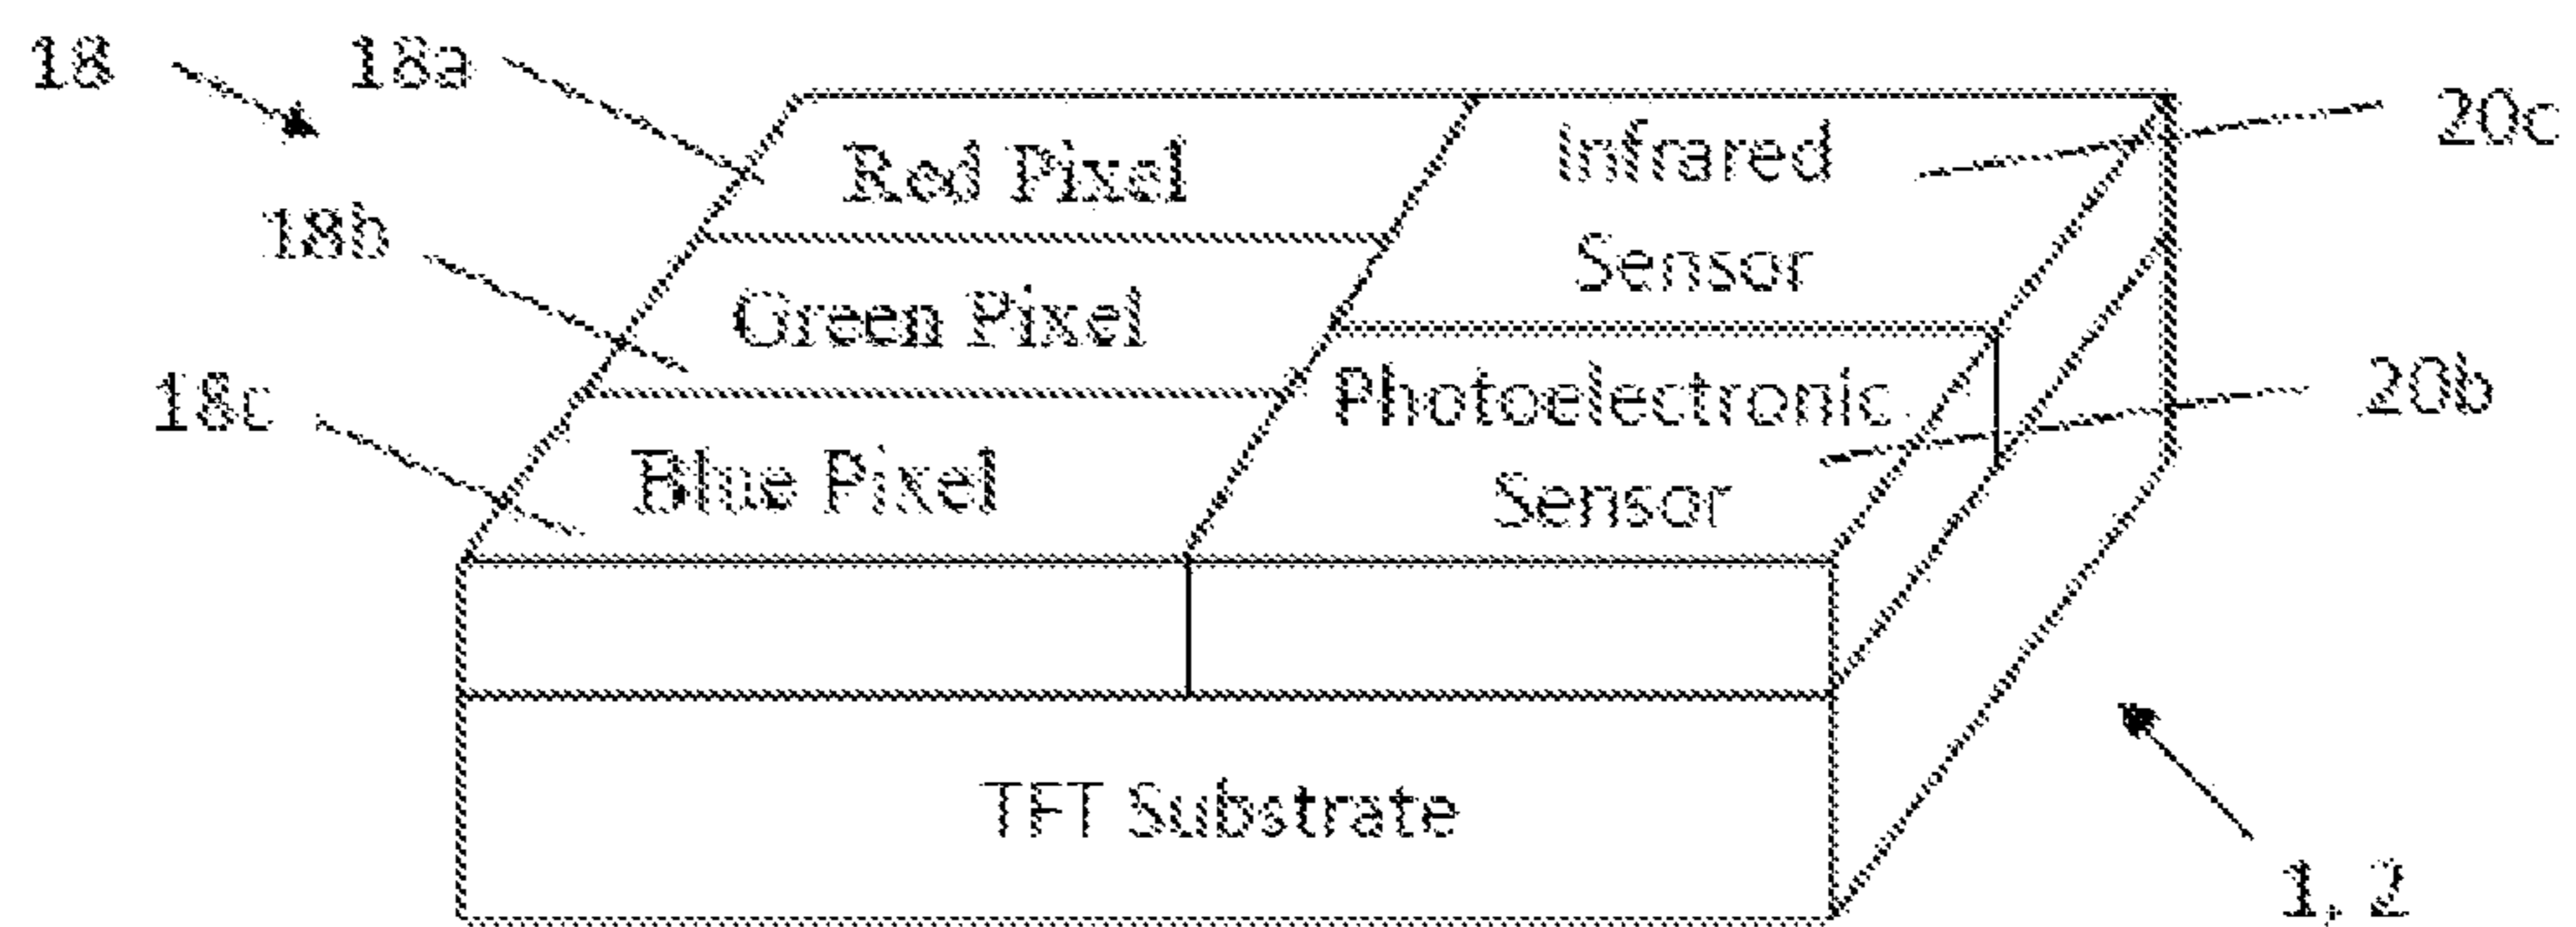 18
18a
Red Pixel
Infrared
Sensor
20c
18b
Green Pixel
18c
Blue Pixel
Photoelectronic
Sensor
20b
TFT Substrate
1, 2